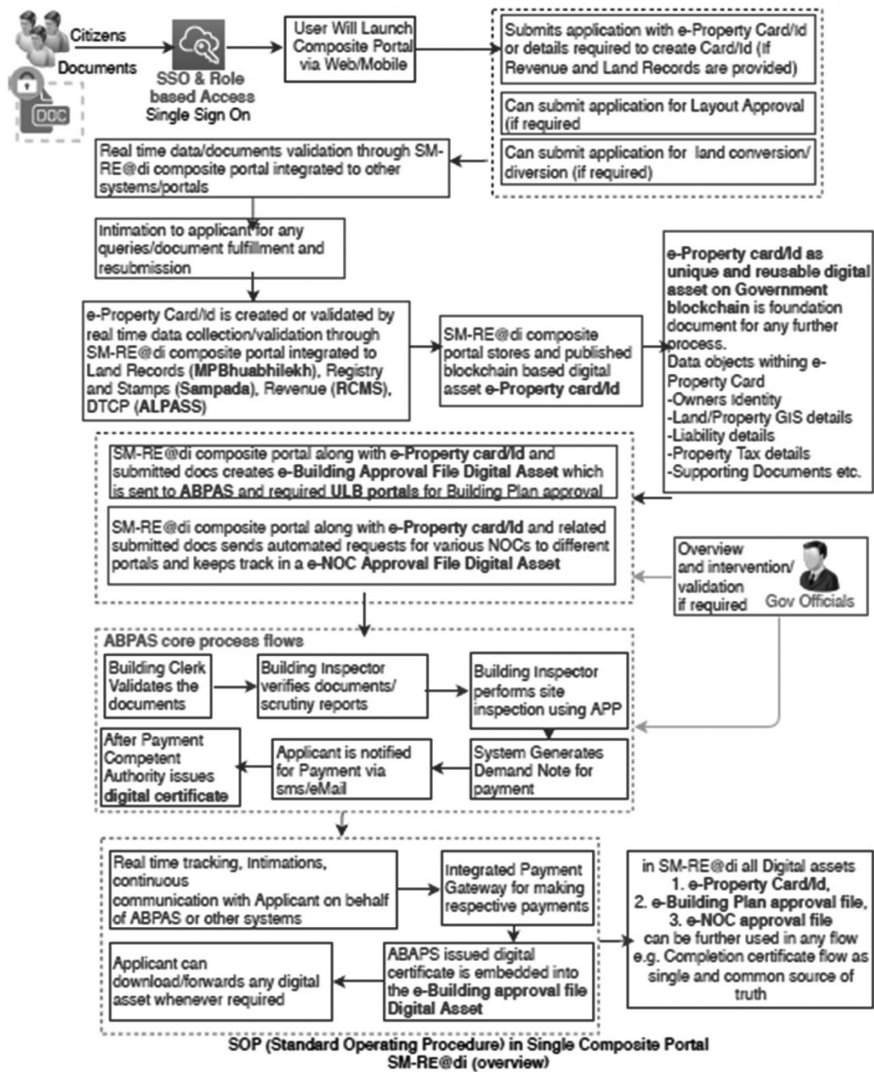 Citizens
Documents
DOC
SSO & Role
based Access
Single Sign On
User Will Launch
Composite Portal
via Web/Mobile
Submits application with e-Property Card/Id
or details required to create Card/Id (If
Revenue and Land Records are provided)
Can submit application for Layout Approval
(if required
Can submit application for land conversion/
diversion (if required)
Real time data/documents validation through SM-
RE@di composite portal integrated to other
systems/portals
Intimation to applicant for any
queries/document fulfillment and
resubmission
e-Property Card/Id is created or validated by
real time data collection/validation through
SM-RE@di composite portal integrated to
Land Records (MPBhuabhilekh), Registry
and Stamps (Sampada), Revenue (RCMS),
DTCP (ALPASS)
SM-RE@di composite
portal stores and published
blockchain based digital
asset e-Property card/Id
e-Property card/Id as
unique and reusable digital
asset on Government
blockchain is foundation
document for any further
process.
Data objects withing e-
Property Card
-Owners Identity
-Land/Property GIS details
-Liability details
-Property Tax details
-Supporting Documents etc.
SM-RE@di composite portal along with e-Property card/Id and
submitted docs creates e-Building Approval File Digital Asset which
is sent to ABPAS and required ULB portals for Building Plan approval
SM-RE@di composite portal along with e-Property card/Id and related
submitted docs sends automated requests for various NOCs to different
portals and keeps track in a e-NOC Approval File Digital Asset
Overview
and intervention/
validation
if required
Gov Officials
ABPAS core process flows
Building Clerk
Validates the
documents
Building Inspector
verifies documents/
scrutiny reports
Building Inspector
performs site
inspection using APP
After Payment
Competent
Authority issues
digital certificate
Applicant is notified
for Payment via
sms/eMail
System Generates
Demand Note for
payment
Real time tracking, Intimations,
continuous
communication with Applicant on behalf
of ABPAS or other systems
Integrated Payment
Gateway for making
respective payments
in SM-RE@di all Digital assets
1. e-Property Card/Id,
2. e-Building Plan approval file,
3. e-NOC approval file
can be further used in any flow
e.g. Completion certificate flow as
single and common source of
truth
Applicant can
download/forwards any digital
asset whenever required
ABAPS issued digital
certificate is embedded into
the e-Building approval file
Digital Asset
SOP (Standard Operating Procedure) in Single Composite Portal
SM-RE@di (overview)